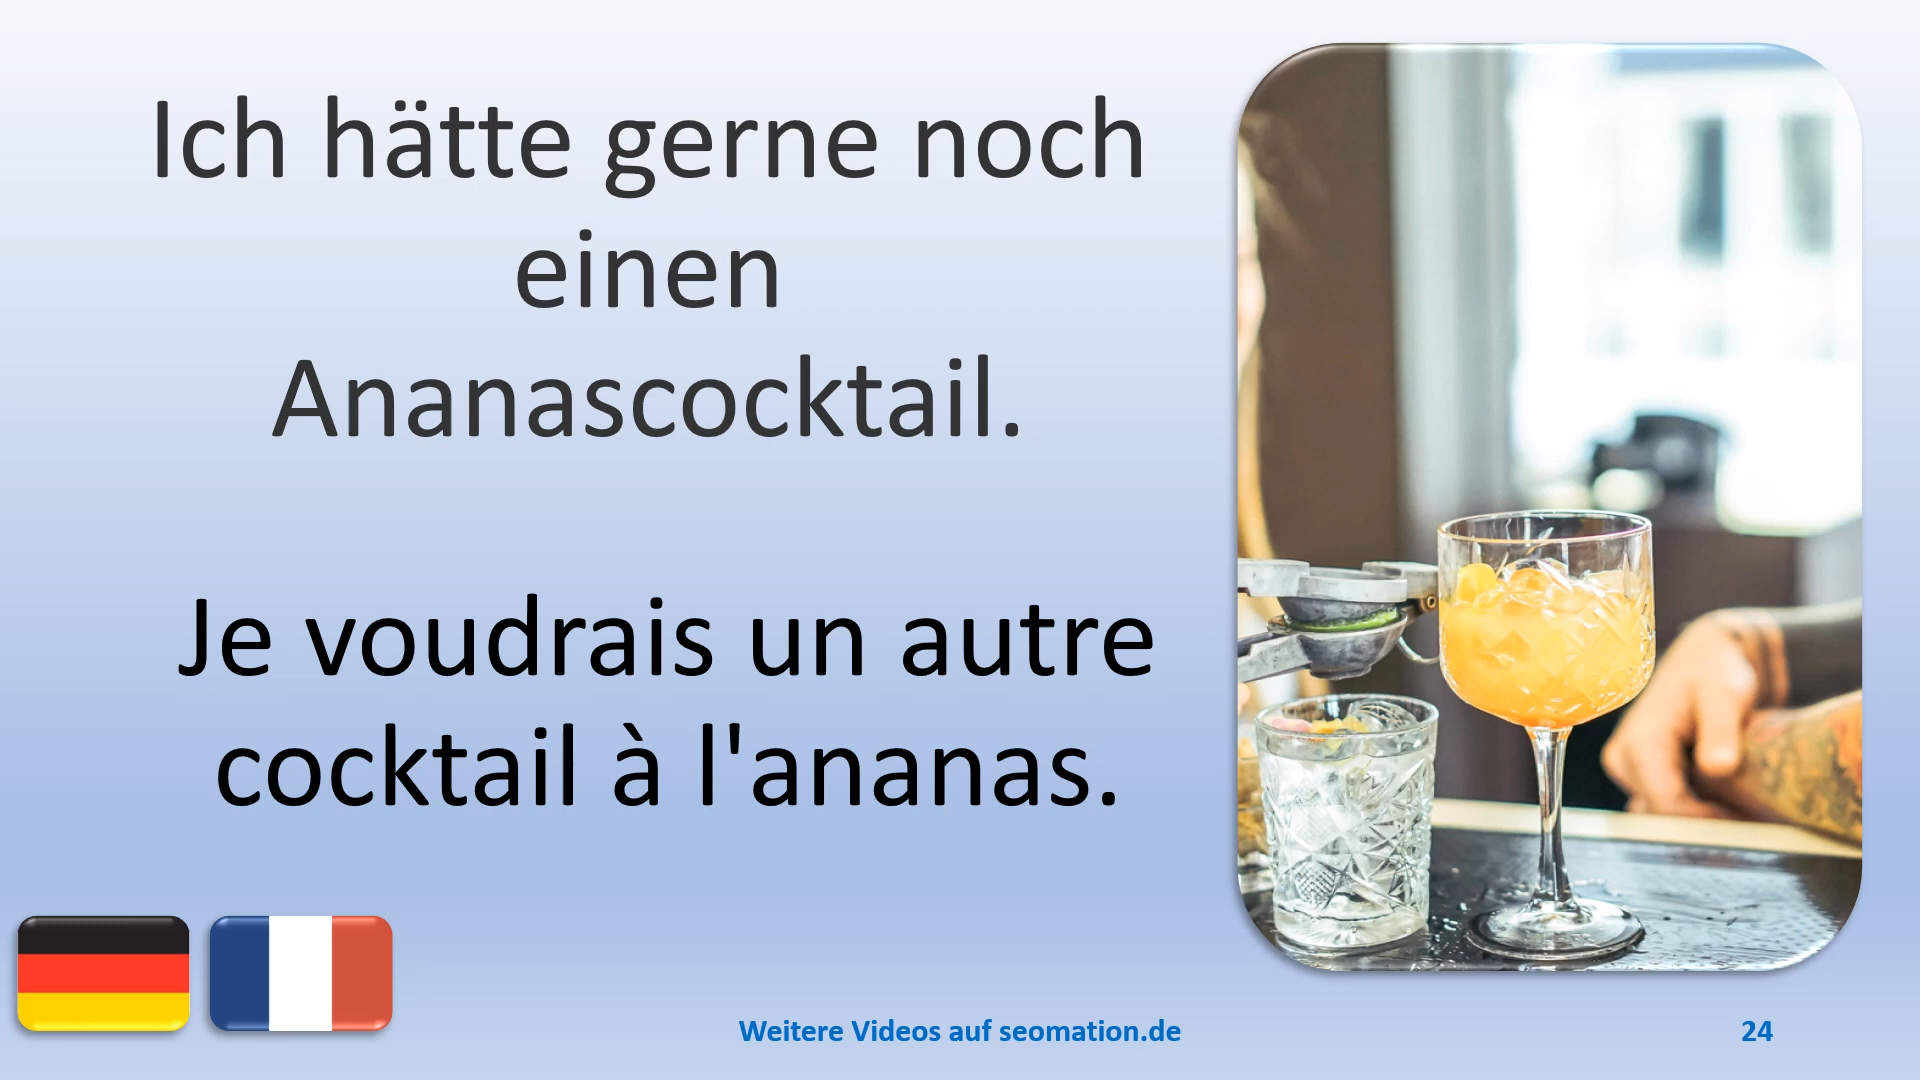 Ich hätte gerne noch
einen
Ananascocktail.
Je voudrais un autre
cocktail à l'ananas.
Weitere Videos auf seomation.de
24